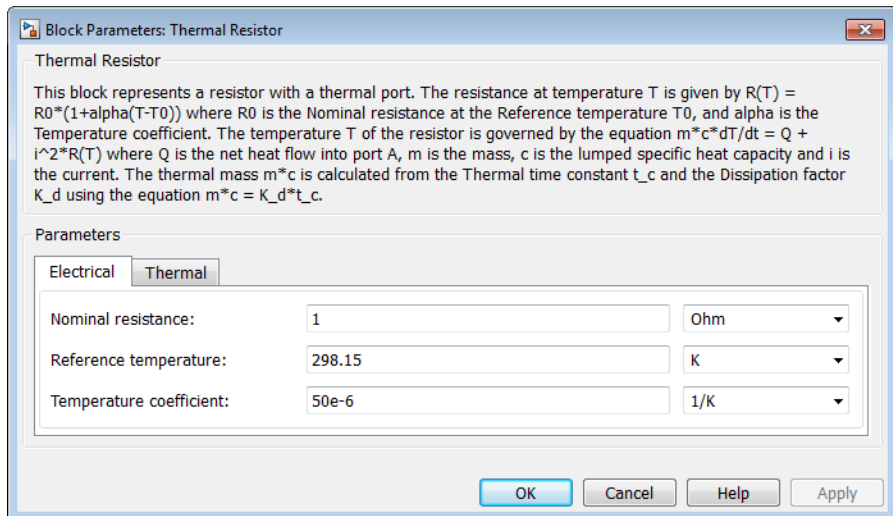 Block Parameters: Thermal Resistor
Thermal Resistor
This block represents a resistor with a thermal port. The resistance at temperature T is given by R(T) =
R0*(1+alpha(T-T0)) where R0 is the Nominal resistance at the Reference temperature T0, and alpha is the
Temperature coefficient. The temperature T of the resistor is governed by the equation m*c*dT/dt = Q +
i^2*R(T) where Q is the net heat flow into port A, m is the mass, c is the lumped specific heat capacity and i is
the current. The thermal mass m*c is calculated from the Thermal time constant t_c and the Dissipation factor
K_d using the equation m*c = K_d*t_c.
Parameters
Electrical Thermal
Nominal resistance: 1 Ohm
Reference temperature: 298.15 K
Temperature coefficient: 50e-6 1/K
OK Cancel Help Apply